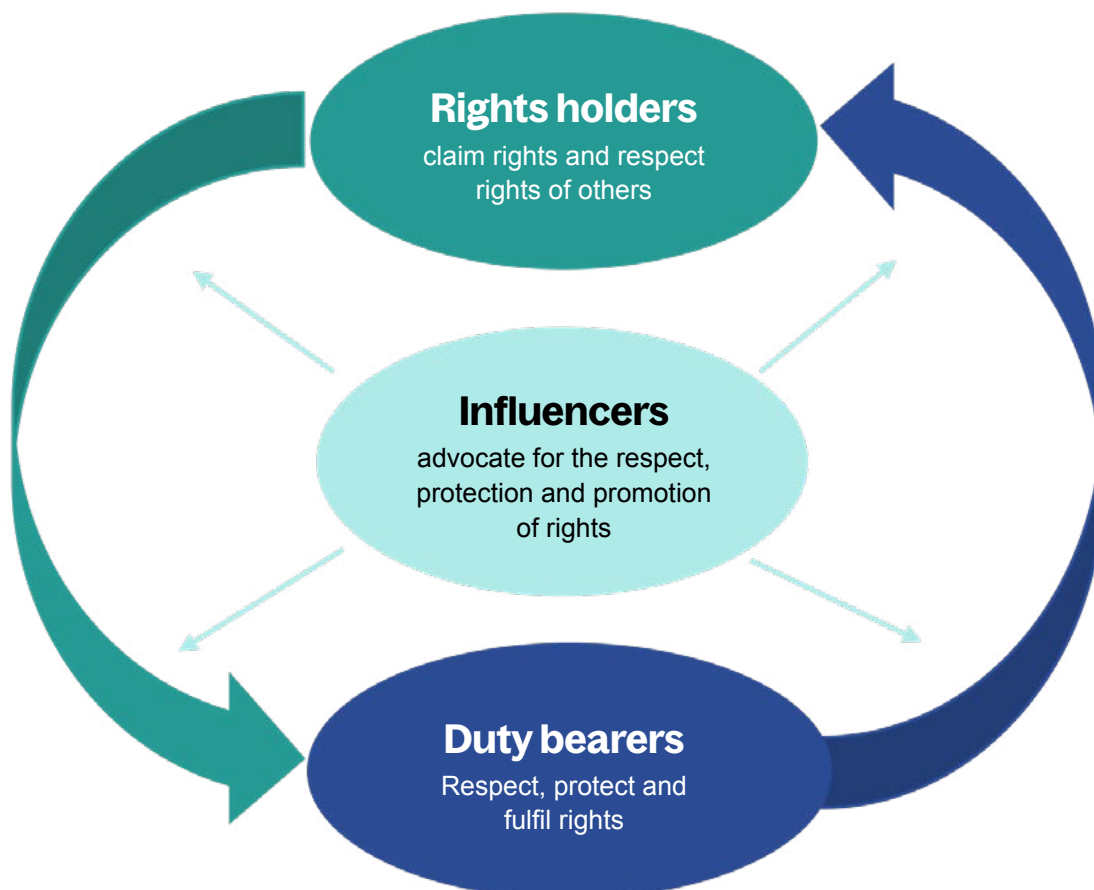 Rights holders
claim rights and respect
rights of others
Influencers
advocate for the respect,
protection and promotion
of rights
Duty bearers
Respect, protect and
fulfil rights